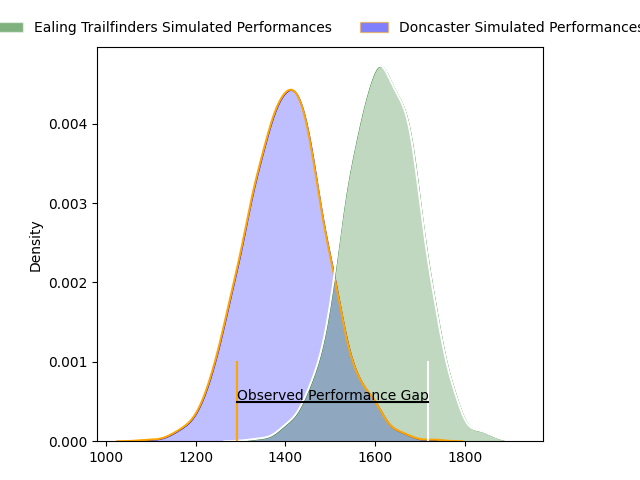 Ealing Trailfinders Simulated Performances Doncaster Simulated Performances
0.004
0.003
0.002
0.001
0.000
Density
Observed Performance Gap
1000 1200 1400 1600 1800